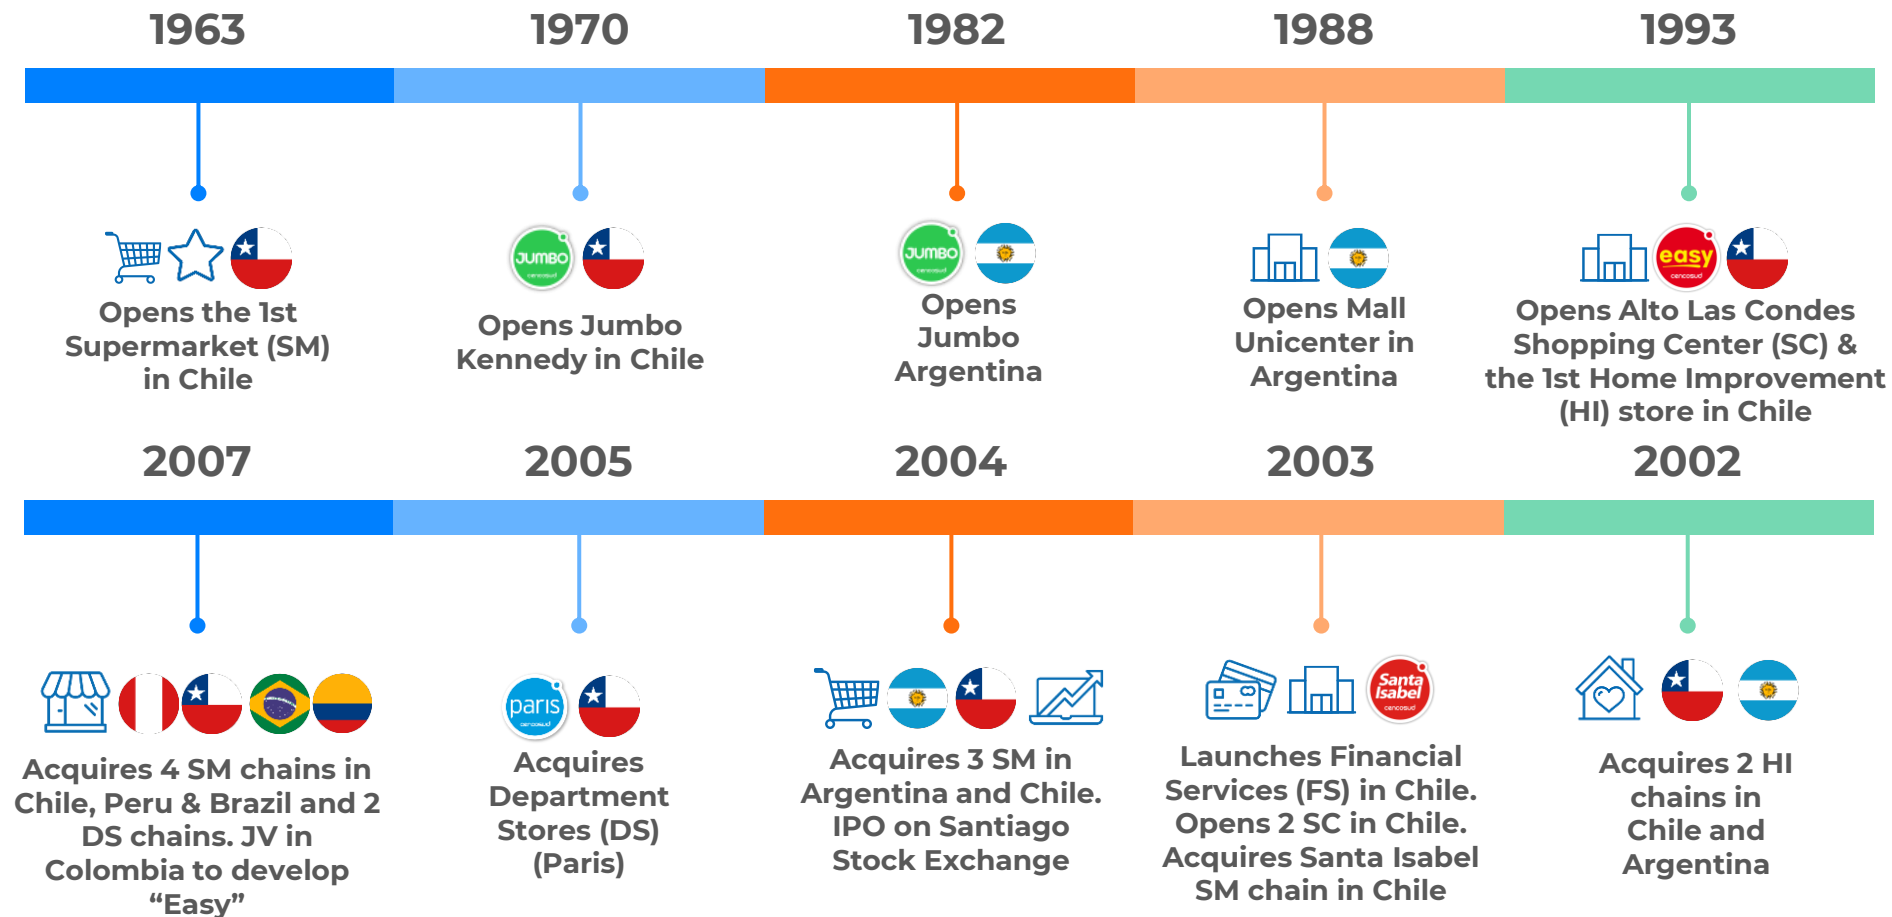 1963
1970
1982
1988
1993
JUMBO
cencosud
JUMBO
cencosud
easy
cencosud
Opens the 1st
Supermarket (SM)
in Chile
Opens Jumbo
Kennedy in Chile
Opens
Jumbo
Argentina
Opens Mall
Unicenter in
Argentina
Opens Alto Las Condes
Shopping Center (SC) &
the 1st Home Improvement
(HI) store in Chile
2007
2005
2004
2003
2002
paris
cencosud
Santa
Isabel
cencosud
Acquires 4 SM chains in
Chile, Peru & Brazil and 2
DS chains. JV in
Colombia to develop
“Easy”
Acquires
Department
Stores (DS)
(Paris)
Acquires 3 SM in
Argentina and Chile.
IPO on Santiago
Stock Exchange
Launches Financial
Services (FS) in Chile.
Opens 2 SC in Chile.
Acquires Santa Isabel
SM chain in Chile
Acquires 2 HI
chains in
Chile and
Argentina